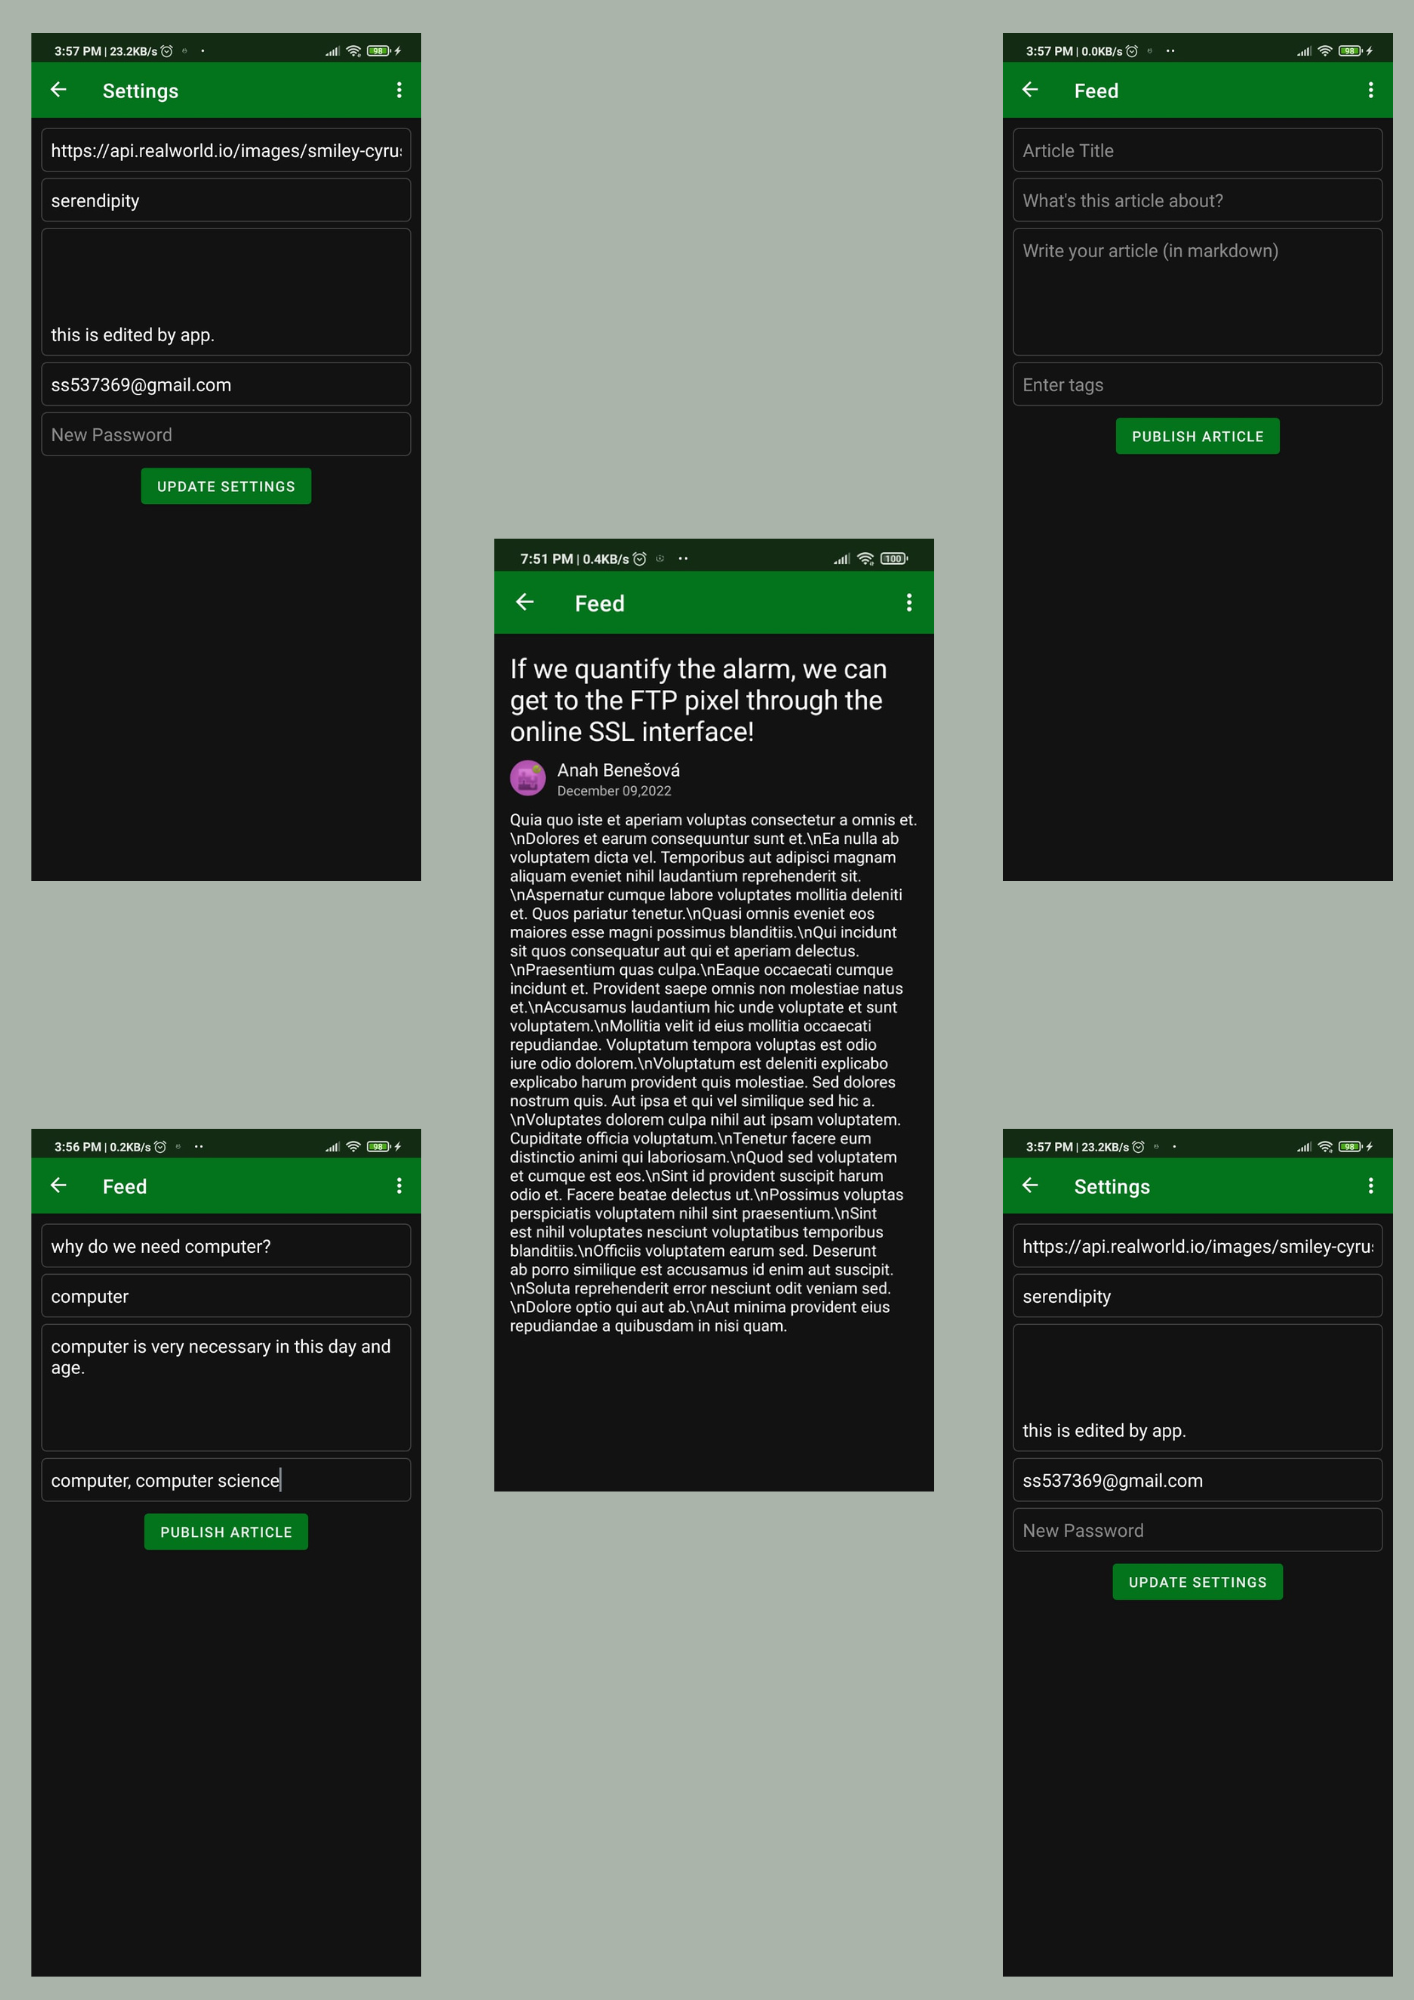 3:57 PM | 23.2KB/s
98
Settings
https://api.realworld.io/images/smiley-cyrus
serendipity
this is edited by app.
ss537369@gmail.com
New Password
UPDATE SETTINGS
3:57 PM | 0.0KB/s
98
Feed
Article Title
What's this article about?
Write your article (in markdown)
Enter tags
PUBLISH ARTICLE
7:51 PM | 0.4KB/s
100
Feed
If we quantify the alarm, we can
get to the FTP pixel through the
online SSL interface!
Anah Benešová
December 09,2022
Quia quo iste et aperiam voluptas consectetur a omnis et.
\nDolores et earum consequuntur sunt et.\nEa nulla ab
voluptatem dicta vel. Temporibus aut adipisci magnam
aliquam eveniet nihil laudantium reprehenderit sit.
\nAspernatur cumque labore voluptates mollitia deleniti
et. Quos pariatur tenetur.\nQuasi omnis eveniet eos
maiores esse magni possimus blanditiis.\nQui incidunt
sit quos consequatur aut qui et aperiam delectus.
\nPraesentium quas culpa.\nEaque occaecati cumque
incidunt et. Provident saepe omnis non molestiae natus
et.\nAccusamus laudantium hic unde voluptate et sunt
voluptatem.\nMollitia velit id eius mollitia occaecati
repudiandae. Voluptatum tempora voluptas est odio
iure odio dolorem.\nVoluptatum est deleniti explicabo
explicabo harum provident quis molestiae. Sed dolores
nostrum quis. Aut ipsa et qui vel similique sed hic a.
\nVoluptates dolorem culpa nihil aut ipsam voluptatem.
Cupiditate officia voluptatum.\nTenetur facere eum
distinctio animi qui laboriosam.\nQuod sed voluptatem
et cumque est eos.\nSint id provident suscipit harum
odio et. Facere beatae delectus ut.\nPossimus voluptas
perspiciatis voluptatem nihil sint praesentium.\nSint
est nihil voluptates nesciunt voluptatibus temporibus
blanditiis.\nOfficiis voluptatem earum sed. Deserunt
ab porro similique est accusamus id enim aut suscipit.
\nSoluta reprehenderit error nesciunt odit veniam sed.
\nDolore optio qui aut ab.\nAut minima provident eius
repudiandae a quibusdam in nisi quam.
3:56 PM | 0.2KB/s
98
Feed
why do we need computer?
computer
computer is very necessary in this day and
age.
computer, computer science
PUBLISH ARTICLE
3:57 PM | 23.2KB/s
98
Settings
https://api.realworld.io/images/smiley-cyrus
serendipity
this is edited by app.
ss537369@gmail.com
New Password
UPDATE SETTINGS